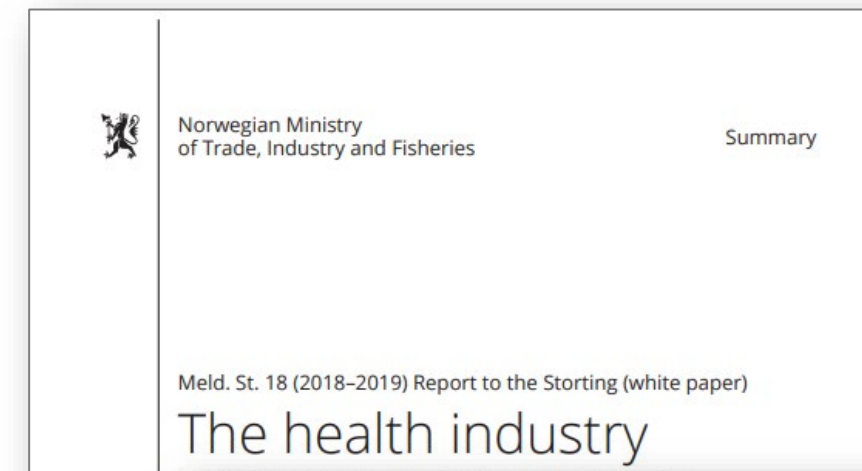 Norwegian Ministry
of Trade, Industry and Fisheries
Summary
Meld. St. 18 (2018–2019) Report to the Storting (white paper)
The health industry